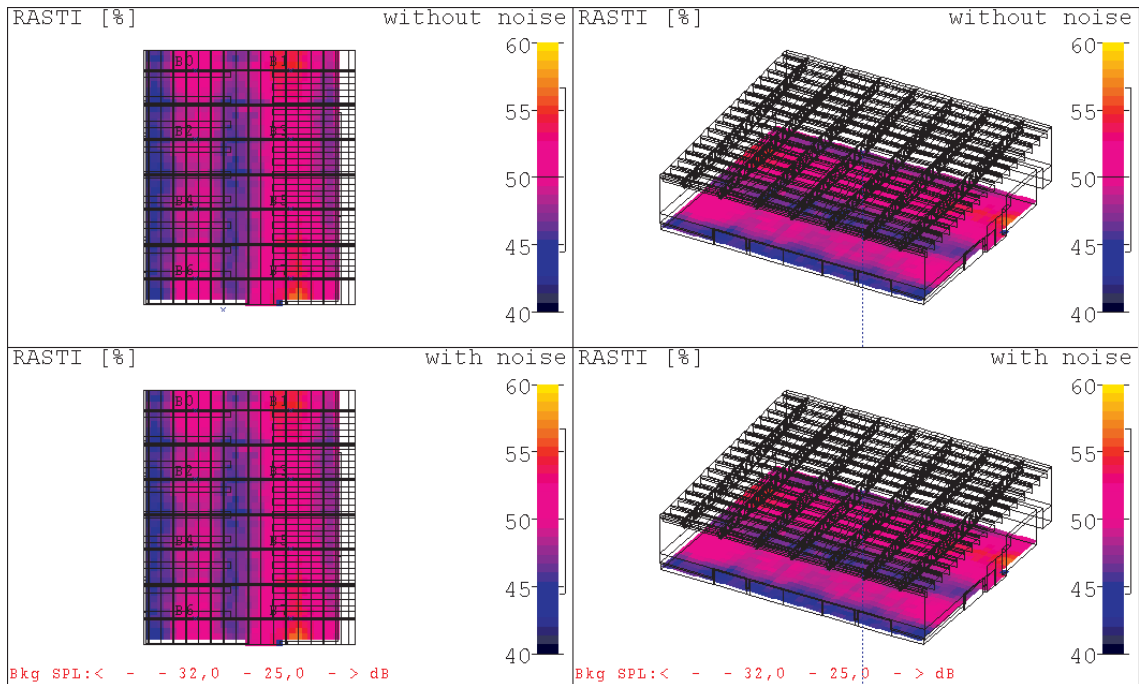 RASTI [%] without noise
60
B0 B1
55
B2 B3
50
B4 B5
45
B6 B7
40
RASTI [%] without noise
60
55
50
45
40
RASTI [%] with noise
60
B0 B1
55
B2 B3
50
B4 B5
45
B6 B7
40
Bkg SPL:< - - 32,0 - 25,0 - > dB
RASTI [%] with noise
60
55
50
45
40
Bkg SPL:< - - 32,0 - 25,0 - > dB